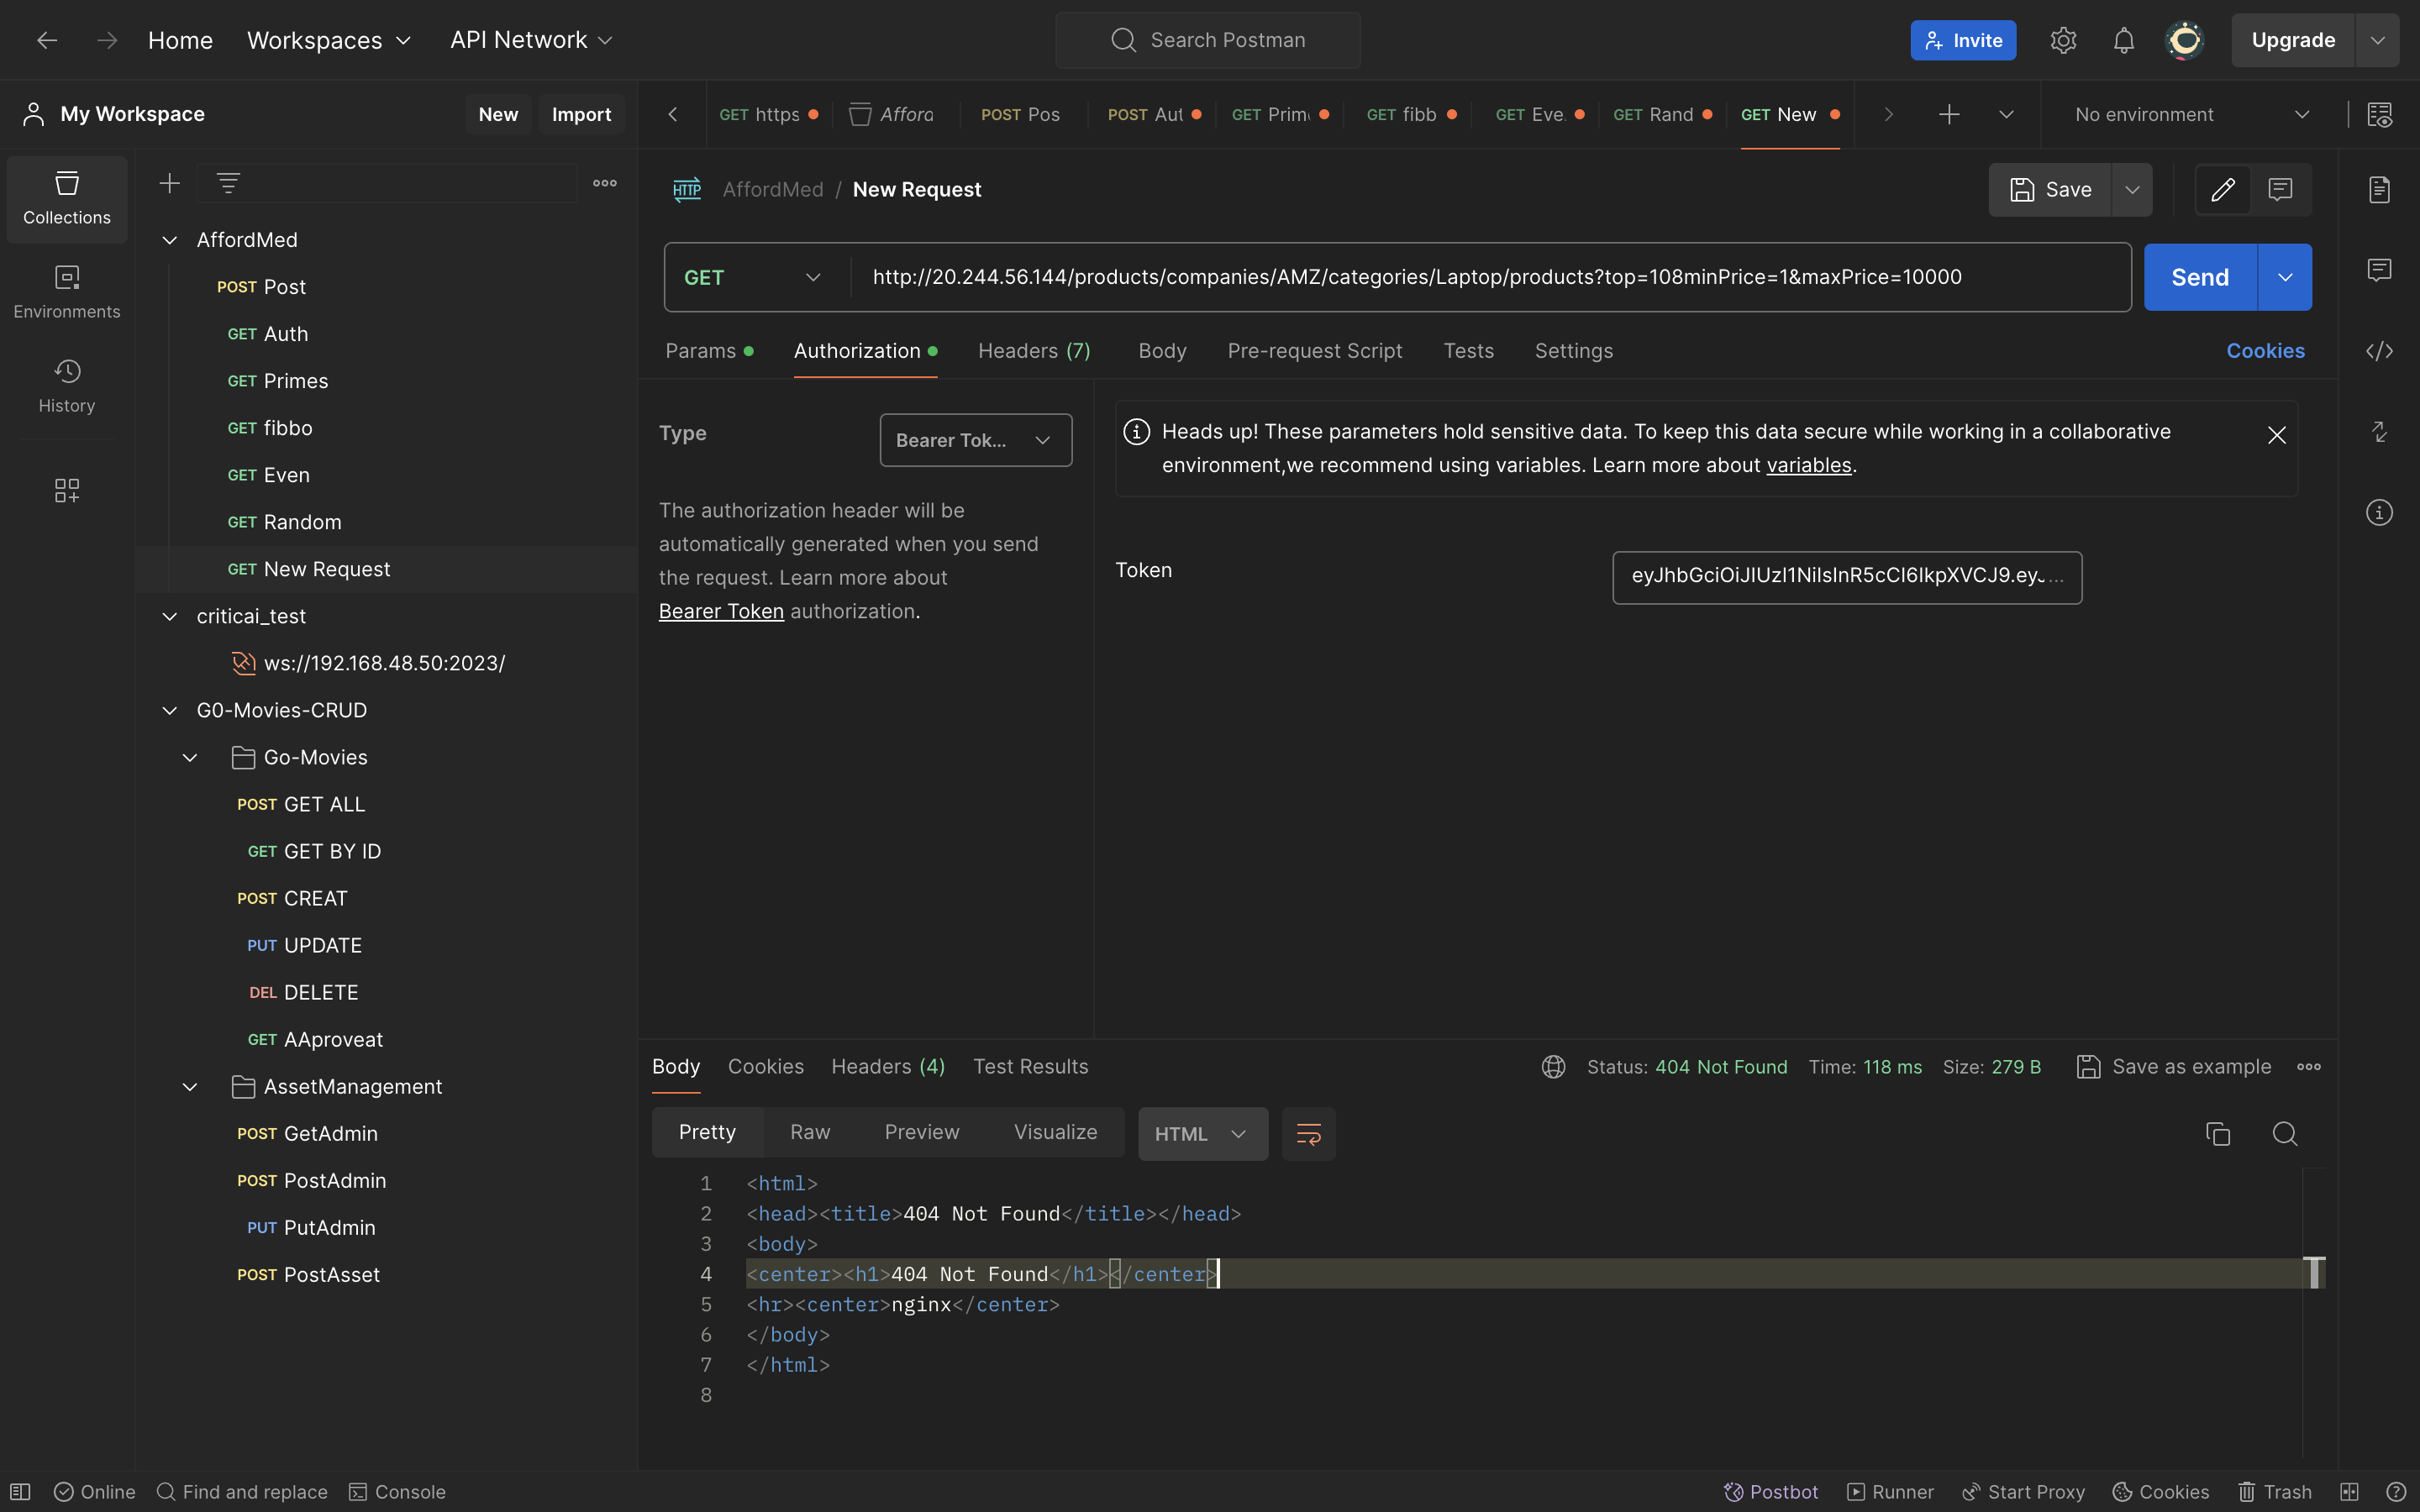 Home Workspaces API Network Search Postman Invite Upgrade
My Workspace New Import
GET https Afford POST Pos POST Aut GET Prim GET fibb GET Eve GET Rand GET New No environment
Collections
Environments
History
AffordMed
POST Post
GET Auth
GET Primes
GET fibbo
GET Even
GET Random
GET New Request
criticai_test
ws://192.168.48.50:2023/
G0-Movies-CRUD
Go-Movies
POST GET ALL
GET GET BY ID
POST CREAT
PUT UPDATE
DEL DELETE
GET AAproveat
AssetManagement
POST GetAdmin
POST PostAdmin
PUT PutAdmin
POST PostAsset
HTTP AffordMed / New Request Save
GET http://20.244.56.144/products/companies/AMZ/categories/Laptop/products?top=108minPrice=1&maxPrice=10000 Send
Params Authorization Headers (7) Body Pre-request Script Tests Settings Cookies
Type Bearer Tok...
The authorization header will be
automatically generated when you send
the request. Learn more about
Bearer Token authorization.
Heads up! These parameters hold sensitive data. To keep this data secure while working in a collaborative
environment,we recommend using variables. Learn more about variables.
Token eyJhbGciOiJIUzI1NiIsInR5cCI6IkpXVCJ9.eyJ...
Body Cookies Headers (4) Test Results Status: 404 Not Found Time: 118 ms Size: 279 B Save as example
Pretty Raw Preview Visualize HTML
1 <html>
2 <head><title>404 Not Found</title></head>
3 <body>
4 <center><h1>404 Not Found</h1></center>
5 <hr><center>nginx</center>
6 </body>
7 </html>
8
Online Find and replace Console Postbot Runner Start Proxy Cookies Trash